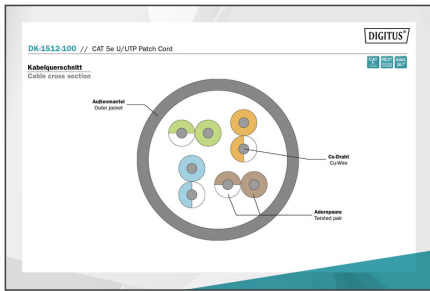 DIGITUS®
DK-1512-100 // CAT 5e U/UTP Patch Cord
Kabelquerschnitt
Cable cross section
Außenmantel
Outer jacket
Cu-Draht
Cu-Wire
Adernpaare
Twisted pair